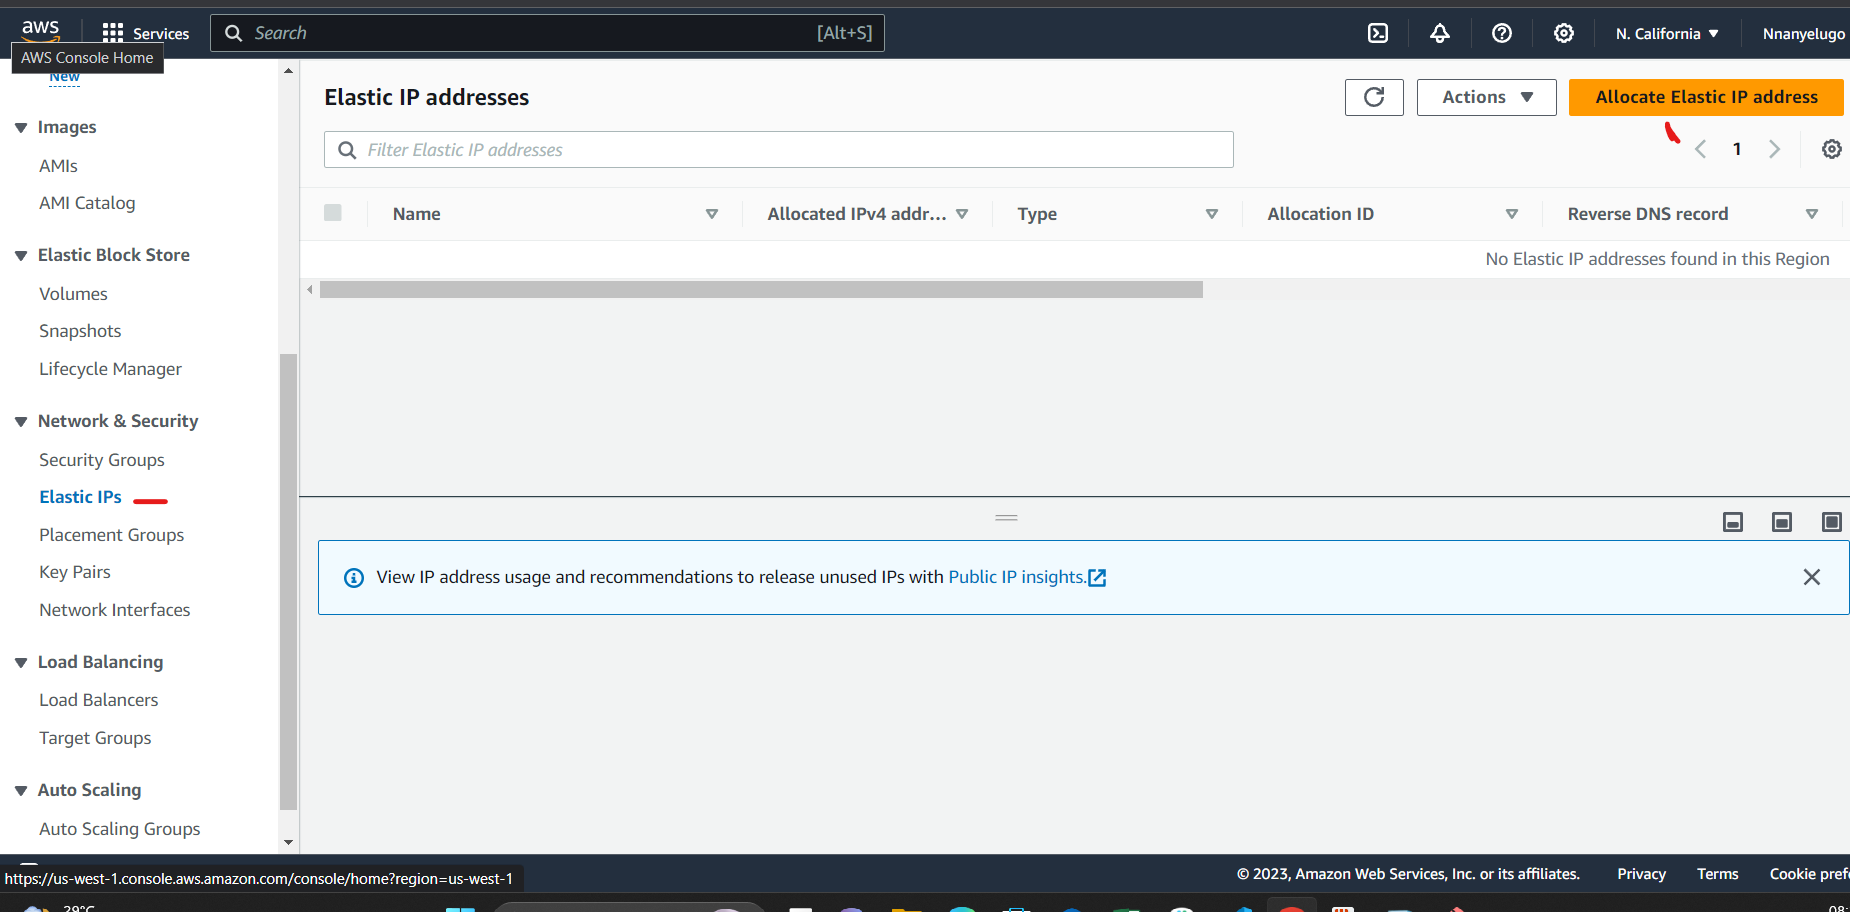 aws
Services
Search
[Alt+S]
N. California
Nnanyelugo
AWS Console Home
New
Images
AMIs
AMI Catalog
Elastic Block Store
Volumes
Snapshots
Lifecycle Manager
Network & Security
Security Groups
Elastic IPs
Placement Groups
Key Pairs
Network Interfaces
Load Balancing
Load Balancers
Target Groups
Auto Scaling
Auto Scaling Groups
Elastic IP addresses
Actions
Allocate Elastic IP address
Filter Elastic IP addresses
1
Name
Allocated IPv4 addr...
Type
Allocation ID
Reverse DNS record
No Elastic IP addresses found in this Region
View IP address usage and recommendations to release unused IPs with Public IP insights.
https://us-west-1.console.aws.amazon.com/console/home?region=us-west-1
© 2023, Amazon Web Services, Inc. or its affiliates.
Privacy
Terms
Cookie pref
29°C
08: